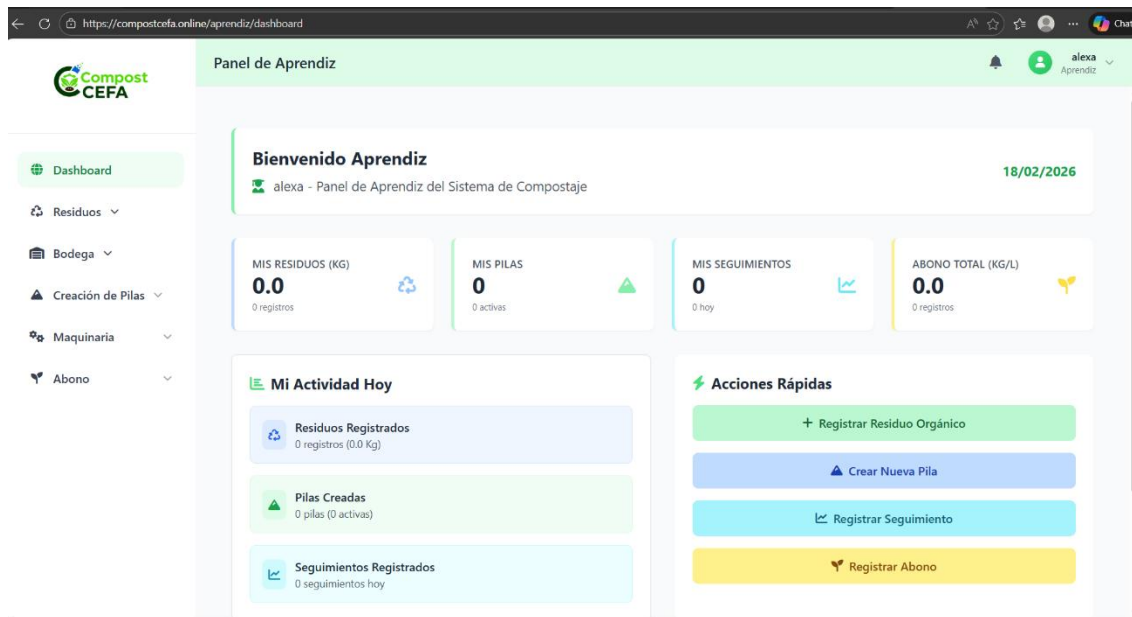 https://compostcefa.online/aprendiz/dashboard
Chat
Compost
CEFA
Panel de Aprendiz
alexa
Aprendiz
Dashboard
Residuos
Bodega
Creación de Pilas
Maquinaria
Abono
Bienvenido Aprendiz
alexa - Panel de Aprendiz del Sistema de Compostaje
18/02/2026
MIS RESIDUOS (KG)
0.0
0 registros
MIS PILAS
0
0 activas
MIS SEGUIMIENTOS
0
0 hoy
ABONO TOTAL (KG/L)
0.0
0 registros
Mi Actividad Hoy
Residuos Registrados
0 registros (0.0 Kg)
Pilas Creadas
0 pilas (0 activas)
Seguimientos Registrados
0 seguimientos hoy
Acciones Rápidas
+ Registrar Residuo Orgánico
Crear Nueva Pila
Registrar Seguimiento
Registrar Abono